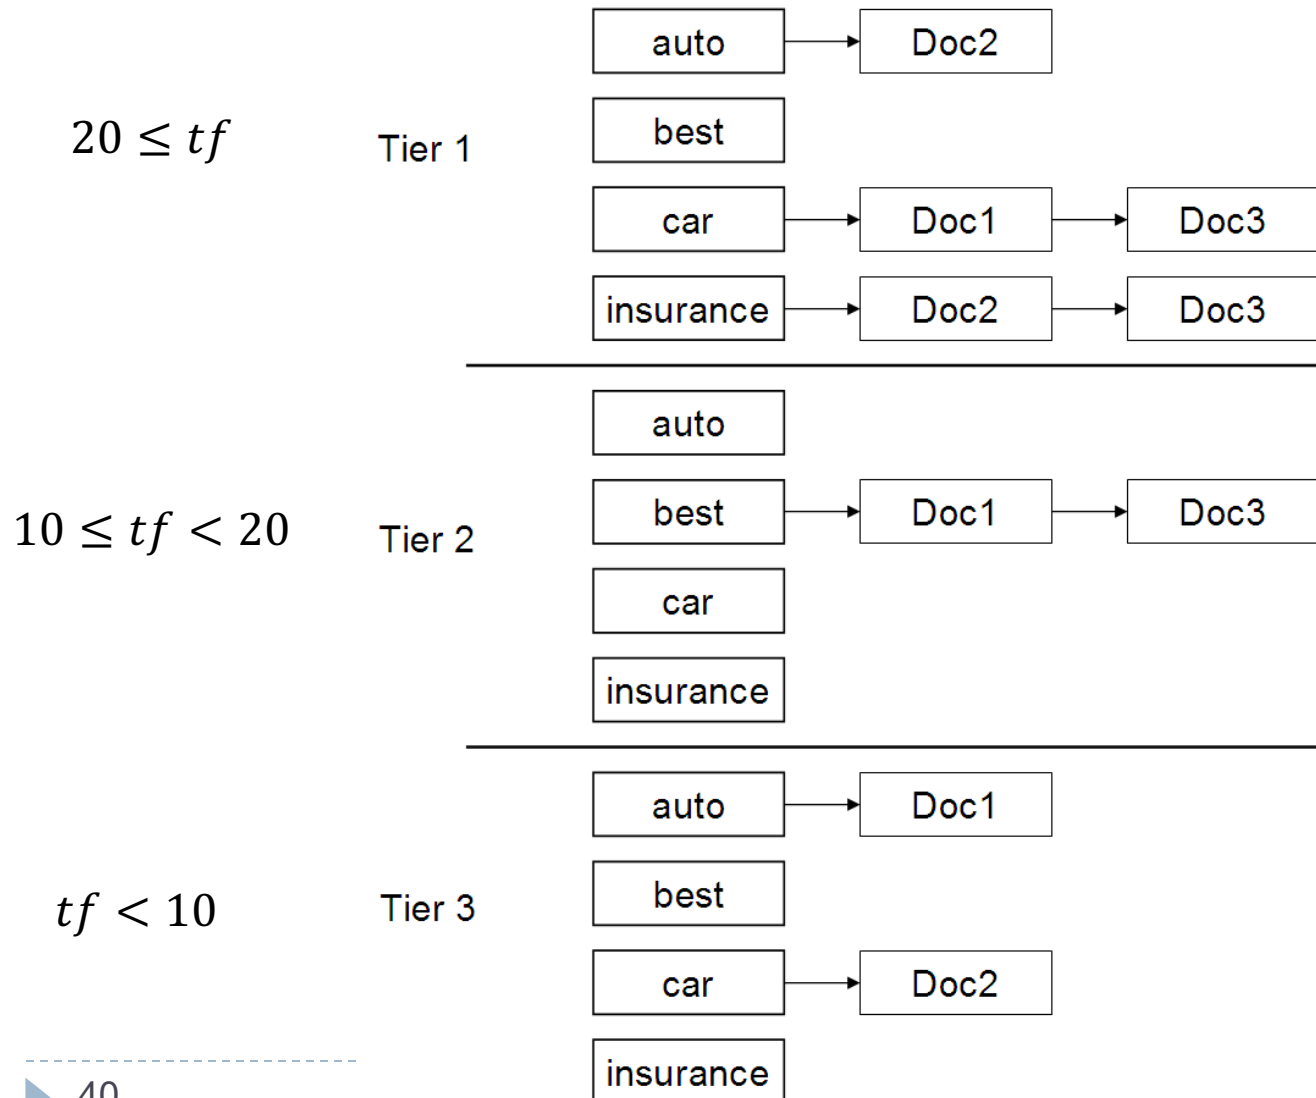 auto Doc2
20 ≤ tf Tier 1 best
car Doc1 Doc3
insurance Doc2 Doc3
auto
10 ≤ tf < 20 Tier 2 best Doc1 Doc3
car
insurance
auto Doc1
tf < 10 Tier 3 best
car Doc2
insurance
40